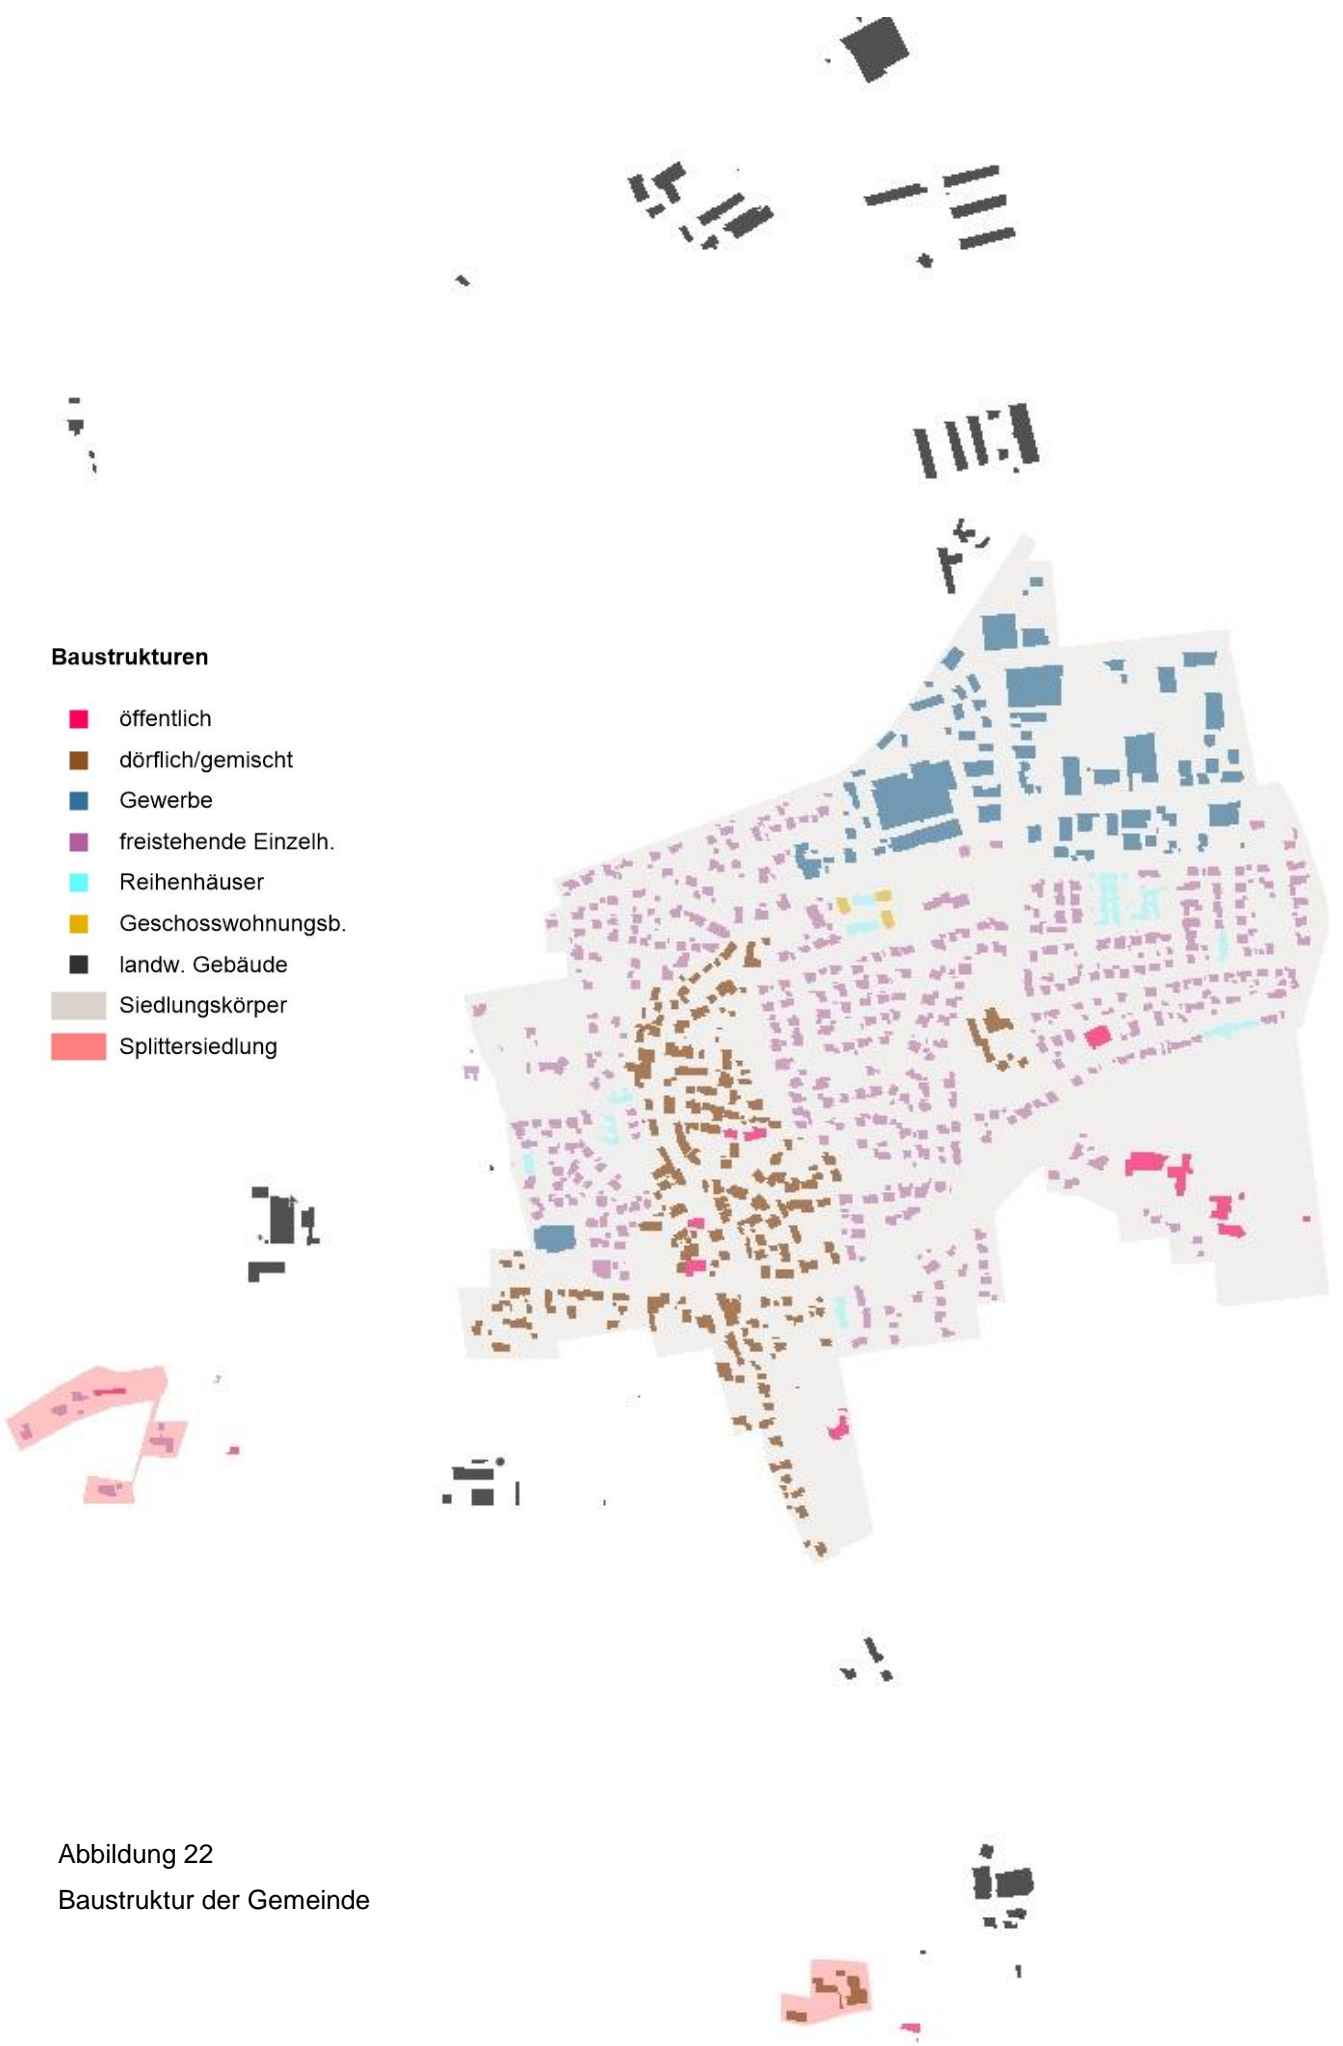 Baustrukturen
öffentlich
dörflich/gemischt
Gewerbe
freistehende Einzelh.
Reihenhäuser
Geschosswohnungsb.
landw. Gebäude
Siedlungskörper
Splittersiedlung
Abbildung 22
Baustruktur der Gemeinde